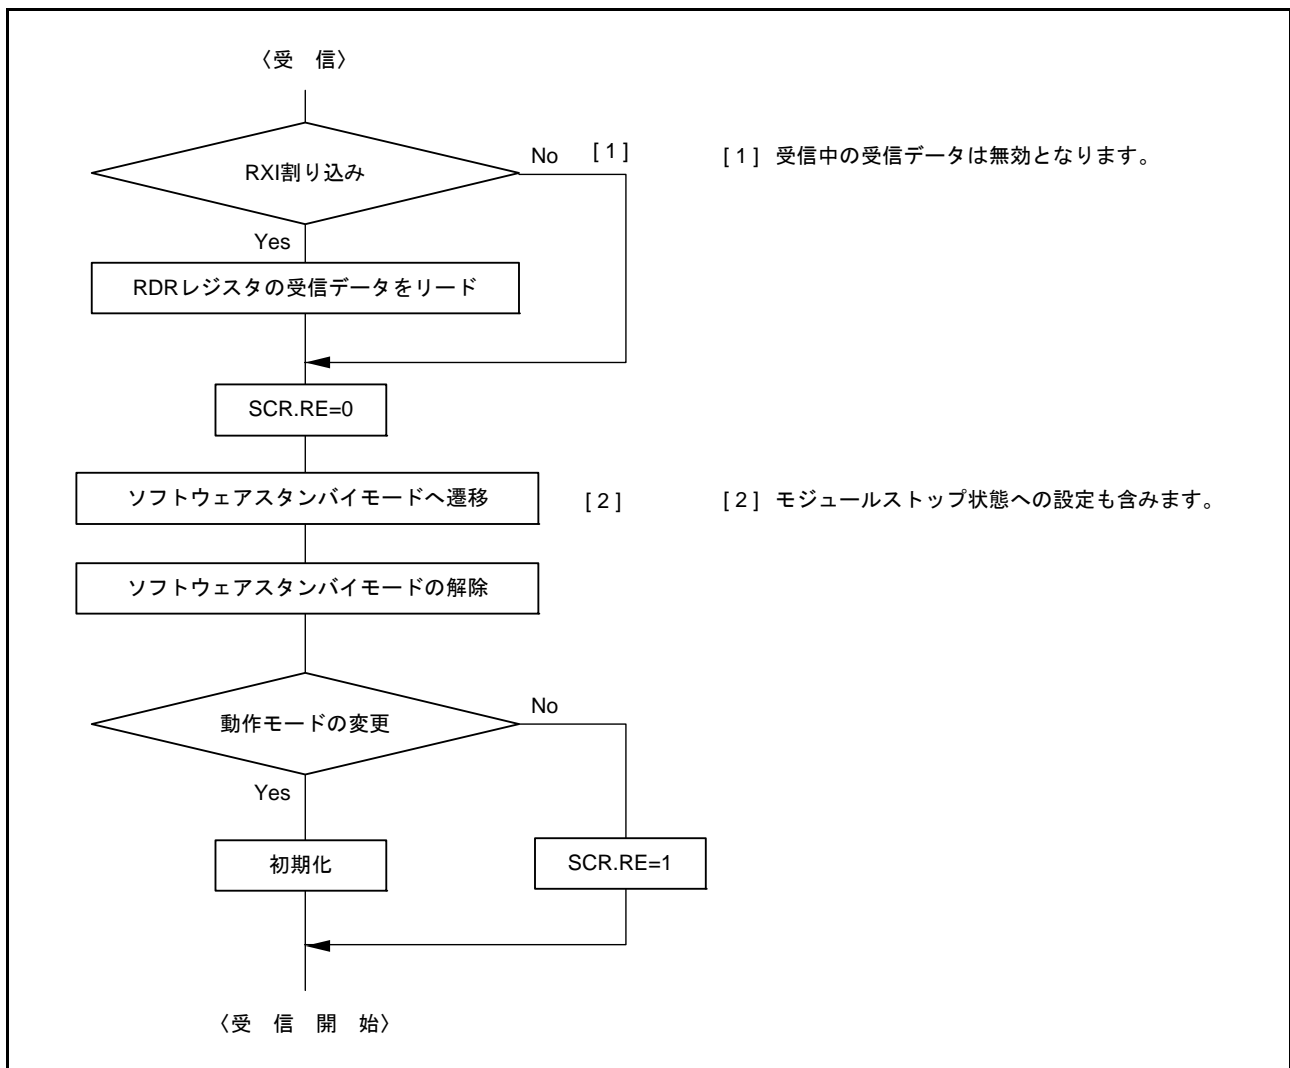 〈受　信〉
RXI割り込み
No
[ 1 ]
[ 1 ] 受信中の受信データは無効となります。
Yes
RDRレジスタの受信データをリード
SCR.RE=0
ソフトウェアスタンバイモードへ遷移
[ 2 ]
[ 2 ] モジュールストップ状態への設定も含みます。
ソフトウェアスタンバイモードの解除
動作モードの変更
No
Yes
初期化
SCR.RE=1
〈受　信　開　始〉